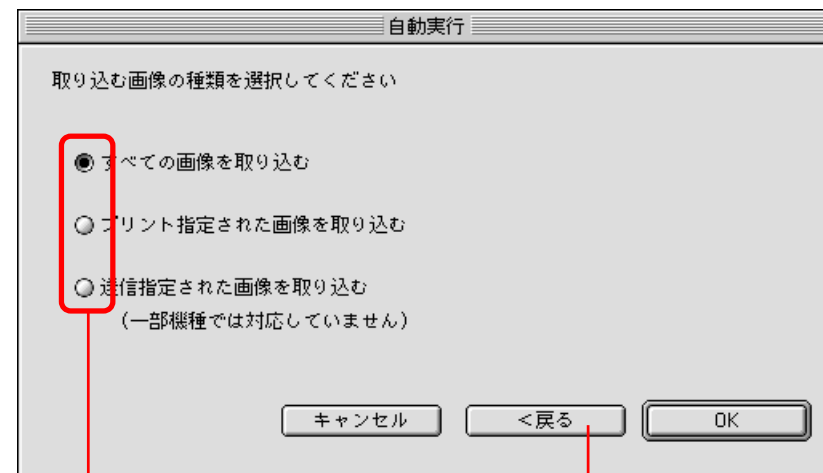 自動実行
取り込む画像の種類を選択してください
すべての画像を取り込む
プリント指定された画像を取り込む
送信指定された画像を取り込む
(一部機種では対応していません)
キャンセル
<戻る
OK